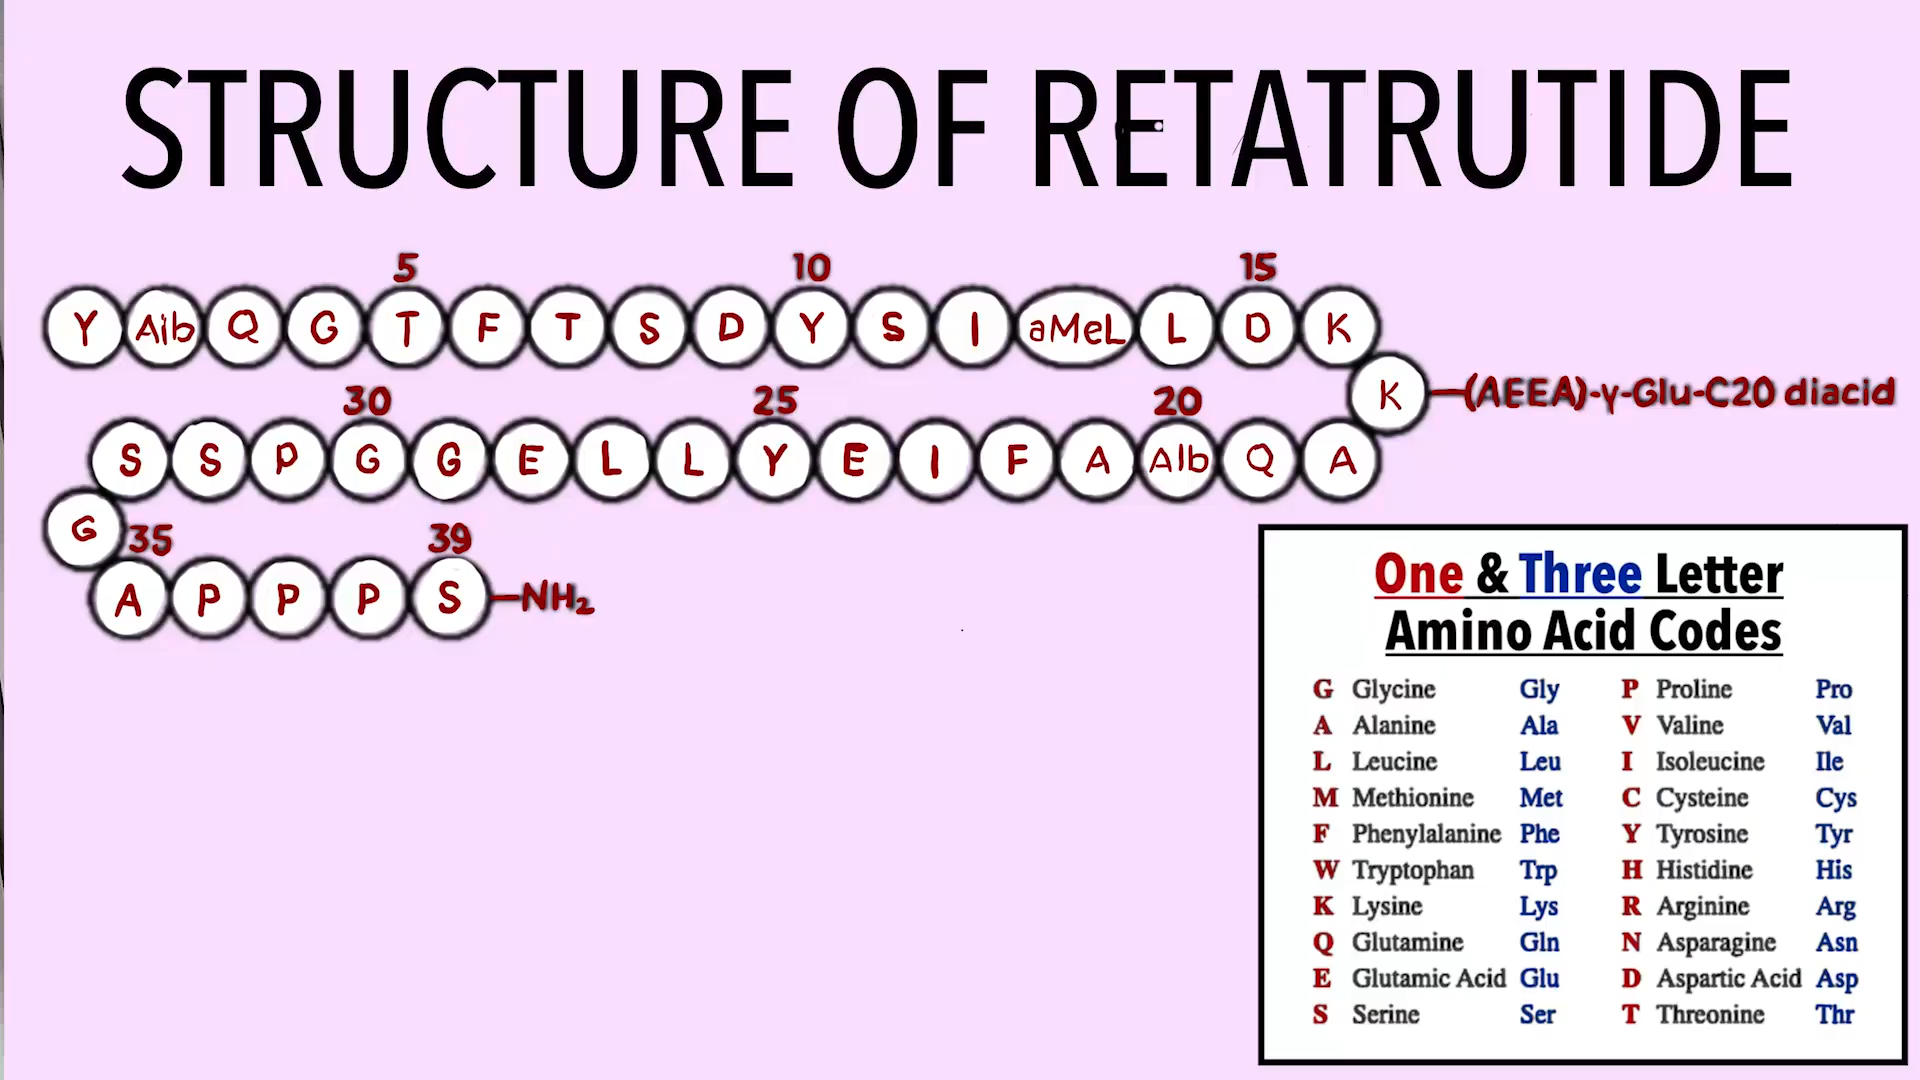 STRUCTURE OF RETATRUTIDE
5 10 15
Y Aib Q G T F T S D Y S I aMeL L D K
K (AEEA)-γ-Glu-C20 diacid
30 25 20
S S P G G E L L Y E I F A Aib Q A
G
35 39
A P P P S NH₂
One & Three Letter
Amino Acid Codes
G Glycine Gly P Proline Pro
A Alanine Ala V Valine Val
L Leucine Leu I Isoleucine Ile
M Methionine Met C Cysteine Cys
F Phenylalanine Phe Y Tyrosine Tyr
W Tryptophan Trp H Histidine His
K Lysine Lys R Arginine Arg
Q Glutamine Gln N Asparagine Asn
E Glutamic Acid Glu D Aspartic Acid Asp
S Serine Ser T Threonine Thr